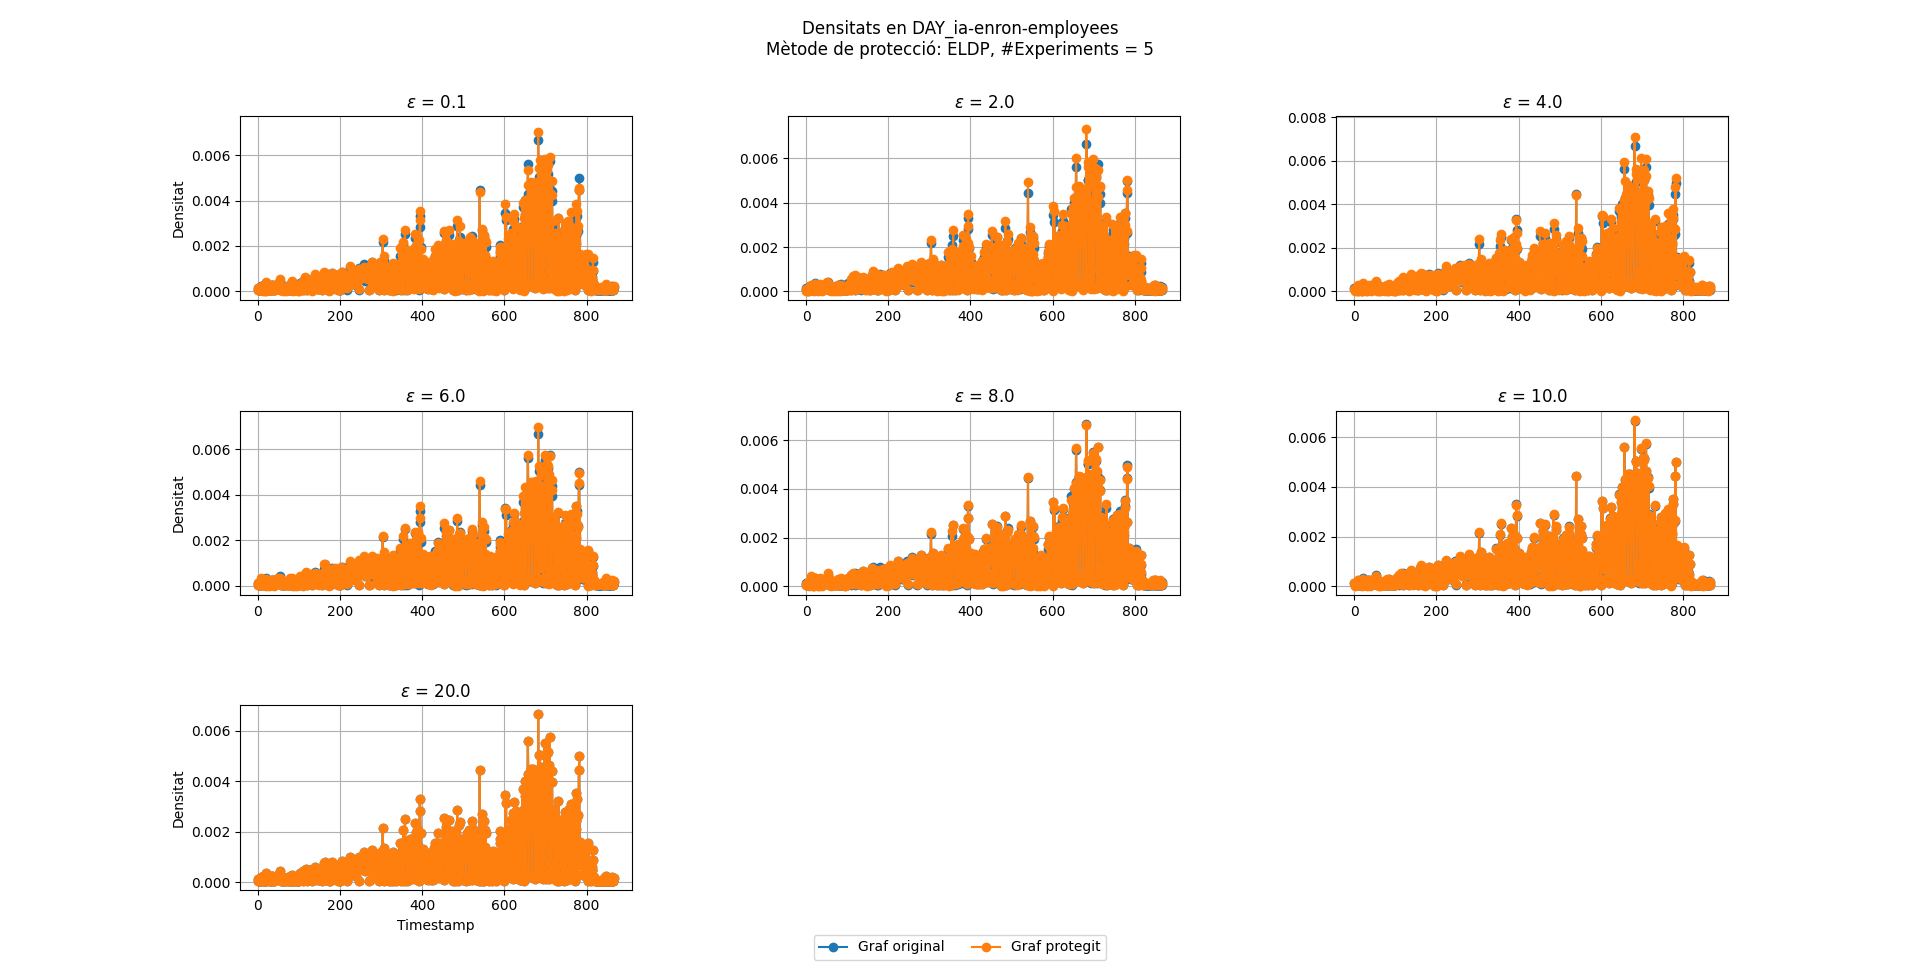 Densitats en DAY_ia-enron-employees
Mètode de protecció: ELDP, #Experiments = 5
ε = 0.1
ε = 2.0
ε = 4.0
Densitat
0.006
0.004
0.002
0.000
0 200 400 600 800
0.006
0.004
0.002
0.000
0 200 400 600 800
0.008
0.006
0.004
0.002
0.000
0 200 400 600 800
ε = 6.0
ε = 8.0
ε = 10.0
Densitat
0.006
0.004
0.002
0.000
0 200 400 600 800
0.006
0.004
0.002
0.000
0 200 400 600 800
0.006
0.004
0.002
0.000
0 200 400 600 800
ε = 20.0
Densitat
0.006
0.004
0.002
0.000
0 200 400 600 800
Timestamp
Graf original
Graf protegit